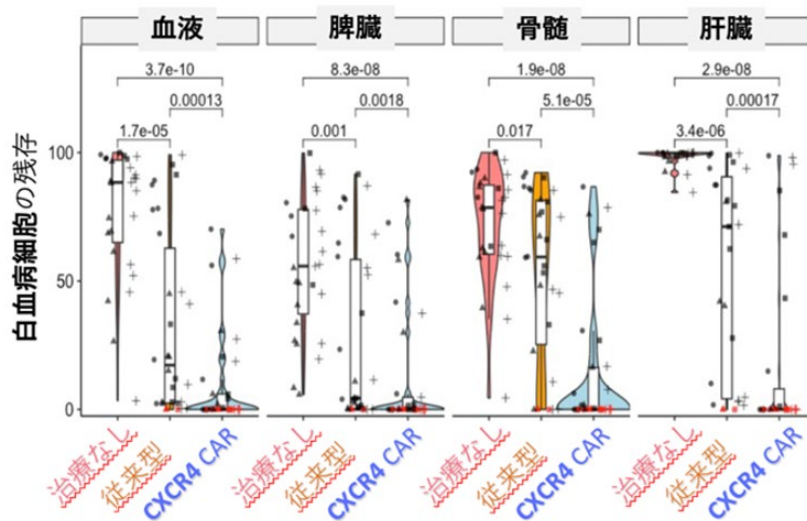 血液 脾臓 骨髄 肝臓
3.7e-10 8.3e-08 1.9e-08 2.9e-08
0.00013 0.0018 5.1e-05 0.00017
1.7e-05 0.001 0.017 3.4e-06
白血病細胞の残存
100
50
0
治療なし 従来型 CXCR4 CAR 治療なし 従来型 CXCR4 CAR 治療なし 従来型 CXCR4 CAR 治療なし 従来型 CXCR4 CAR